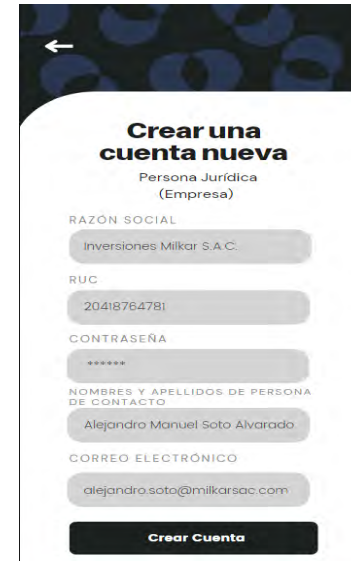 Crear una
cuenta nueva
Persona Jurídica
(Empresa)
RAZÓN SOCIAL
Inversiones Milkar S.A.C.
RUC
20418764781
CONTRASEÑA
******
NOMBRES Y APELLIDOS DE PERSONA
DE CONTACTO
Alejandro Manuel Soto Alvarado
CORREO ELECTRÓNICO
alejandro.soto@milkarsac.com
Crear Cuenta